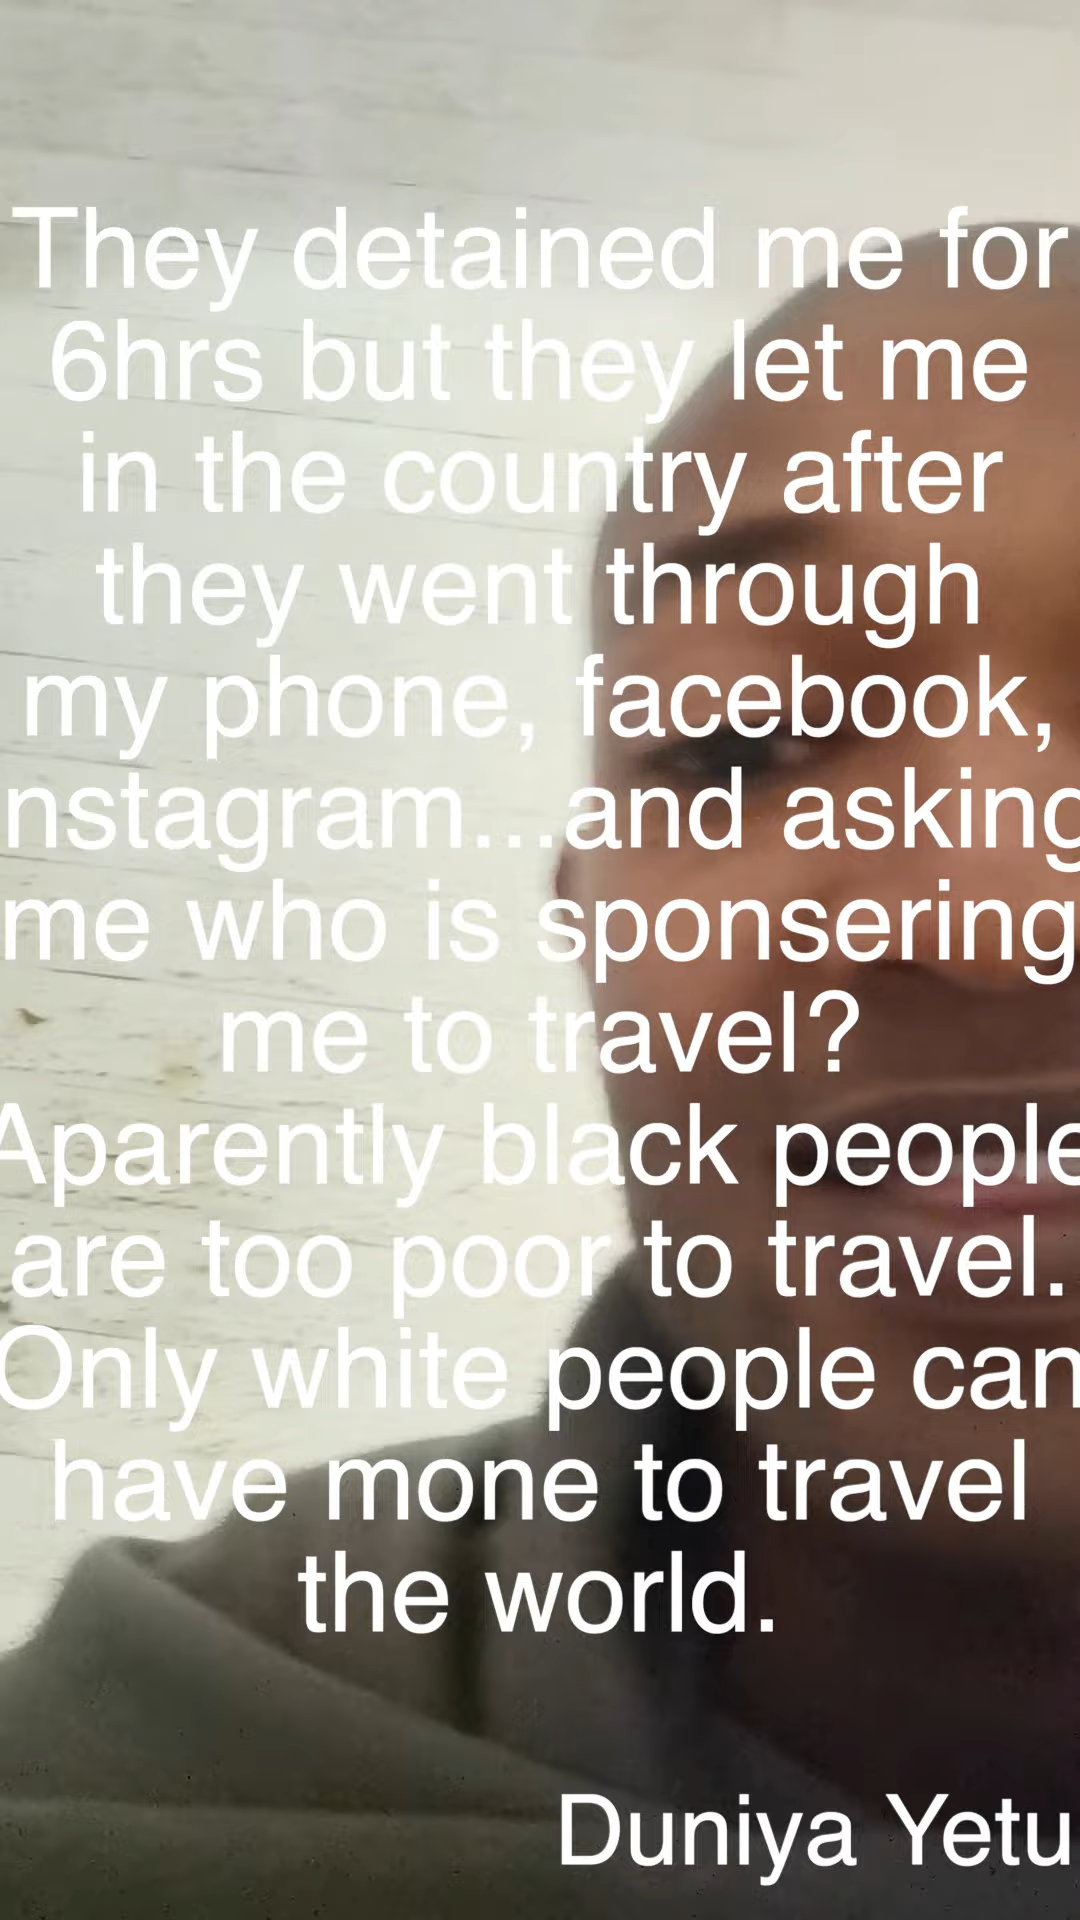 They detained me for
6hrs but they let me
in the country after
they went through
my phone, facebook,
nstagram...and asking
me who is sponsering
me to travel?
Aparently black people
are too poor to travel.
Only white people can
have mone to travel
the world.
Duniya Yetu